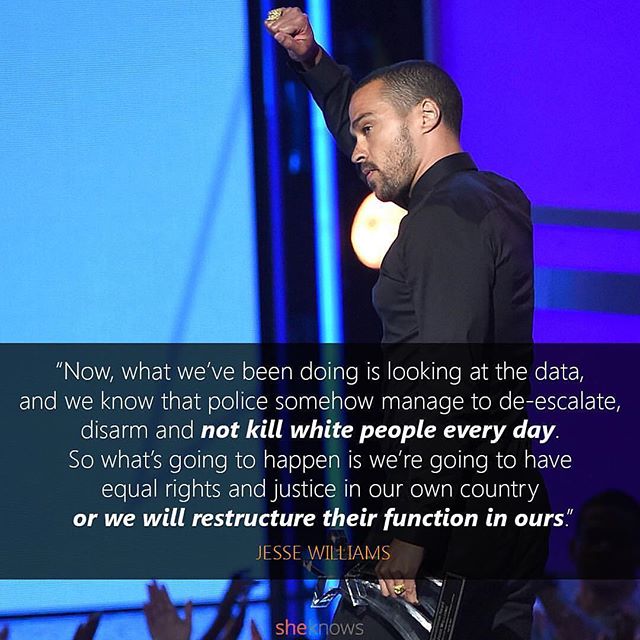 “Now, what we’ve been doing is looking at the data,
and we know that police somehow manage to de-escalate,
disarm and not kill white people every day.
So what’s going to happen is we’re going to have
equal rights and justice in our own country
or we will restructure their function in ours.”
JESSE WILLIAMS
sheknows